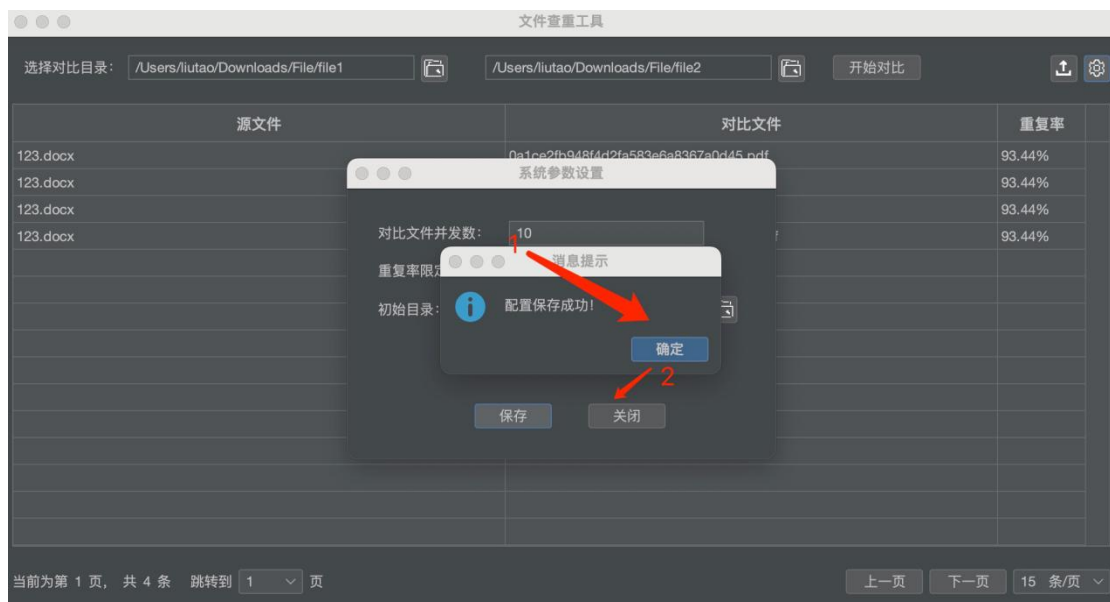 文件查重工具
选择对比目录： /Users/liutao/Downloads/File/file1 /Users/liutao/Downloads/File/file2 开始对比
源文件 对比文件 重复率
123.docx 0a1ce2fb948f4d2fa583e6a8367a0d45.pdf 93.44%
123.docx 93.44%
123.docx 93.44%
123.docx 93.44%
系统参数设置
对比文件并发数： 10
重复率限定
初始目录：
1
消息提示
配置保存成功!
确定
2
保存 关闭
当前为第 1 页， 共 4 条 跳转到 1 页 上一页 下一页 15 条/页